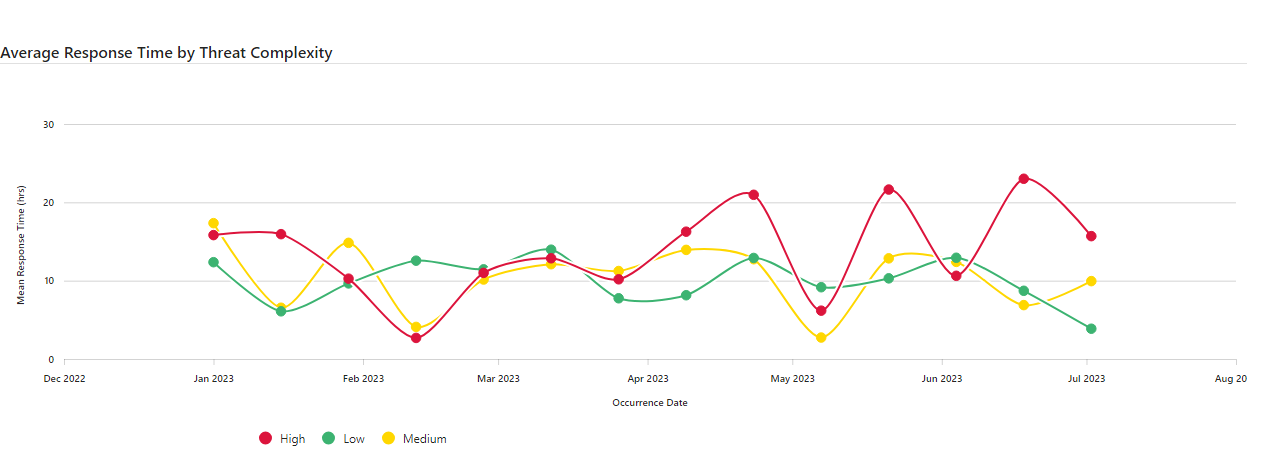 Average Response Time by Threat Complexity
30
20
10
0
Mean Response Time (hrs)
Dec 2022 Jan 2023 Feb 2023 Mar 2023 Apr 2023 May 2023 Jun 2023 Jul 2023 Aug 20
Occurrence Date
High Low Medium